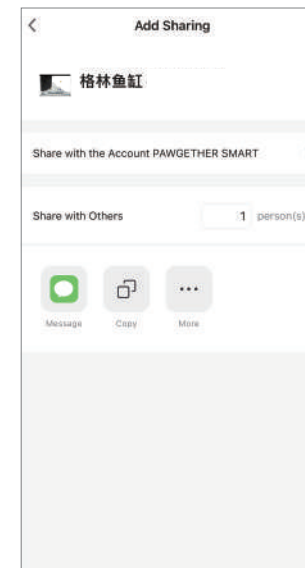 Add Sharing
格林鱼缸
Share with the Account PAWGETHER SMART
Share with Others 1 person(s)
Message Copy More